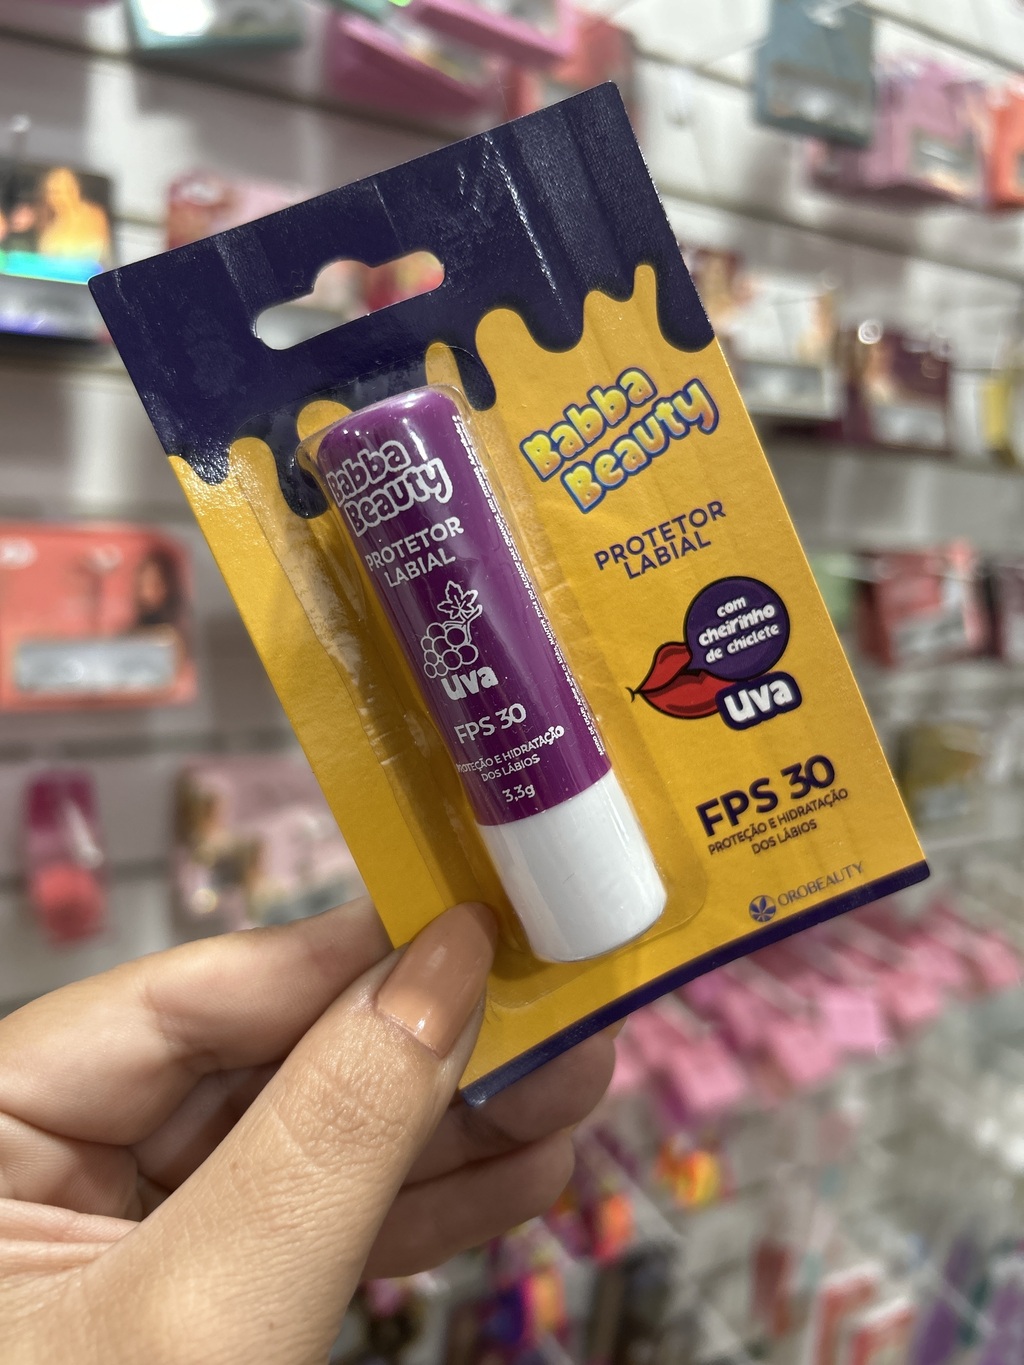 Babba
Beauty
PROTETOR
LABIAL
uva
FPS 30
PROTEÇÃO E HIDRATAÇÃO
DOS LÁBIOS
3,3g
Babba
Beauty
PROTETOR
LABIAL
com
cheirinho
de chiclete
Uva
FPS 30
PROTEÇÃO E HIDRATAÇÃO
DOS LÁBIOS
OROBEAUTY